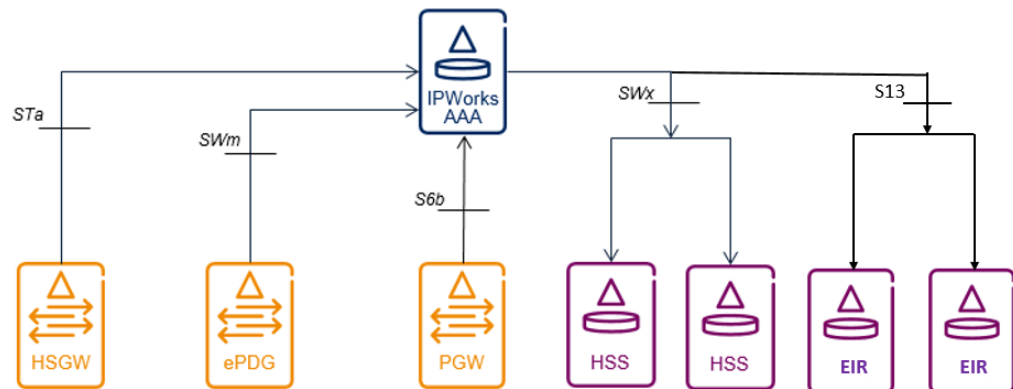 IPWorks
AAA
STa
SWm
S6b
SWx
S13
HSGW
ePDG
PGW
HSS
HSS
EIR
EIR